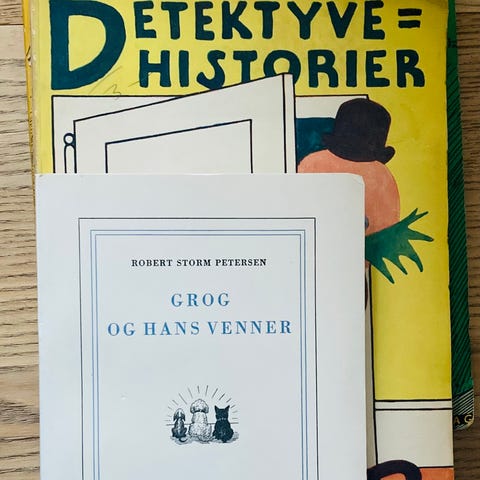 DETEKTYVE=
HISTORIER
ROBERT STORM PETERSEN
GROG
OG HANS VENNER